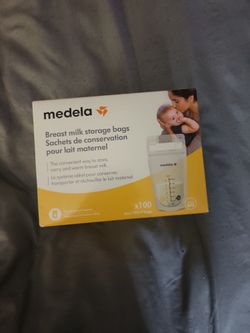 medela
Breast milk storage bags
Sachets de conservation
pour lait maternel
The convenient way to store,
carry and warm breast milk.
Le système idéal pour conserver,
transporter et réchauffer le lait maternel.
medela
x100